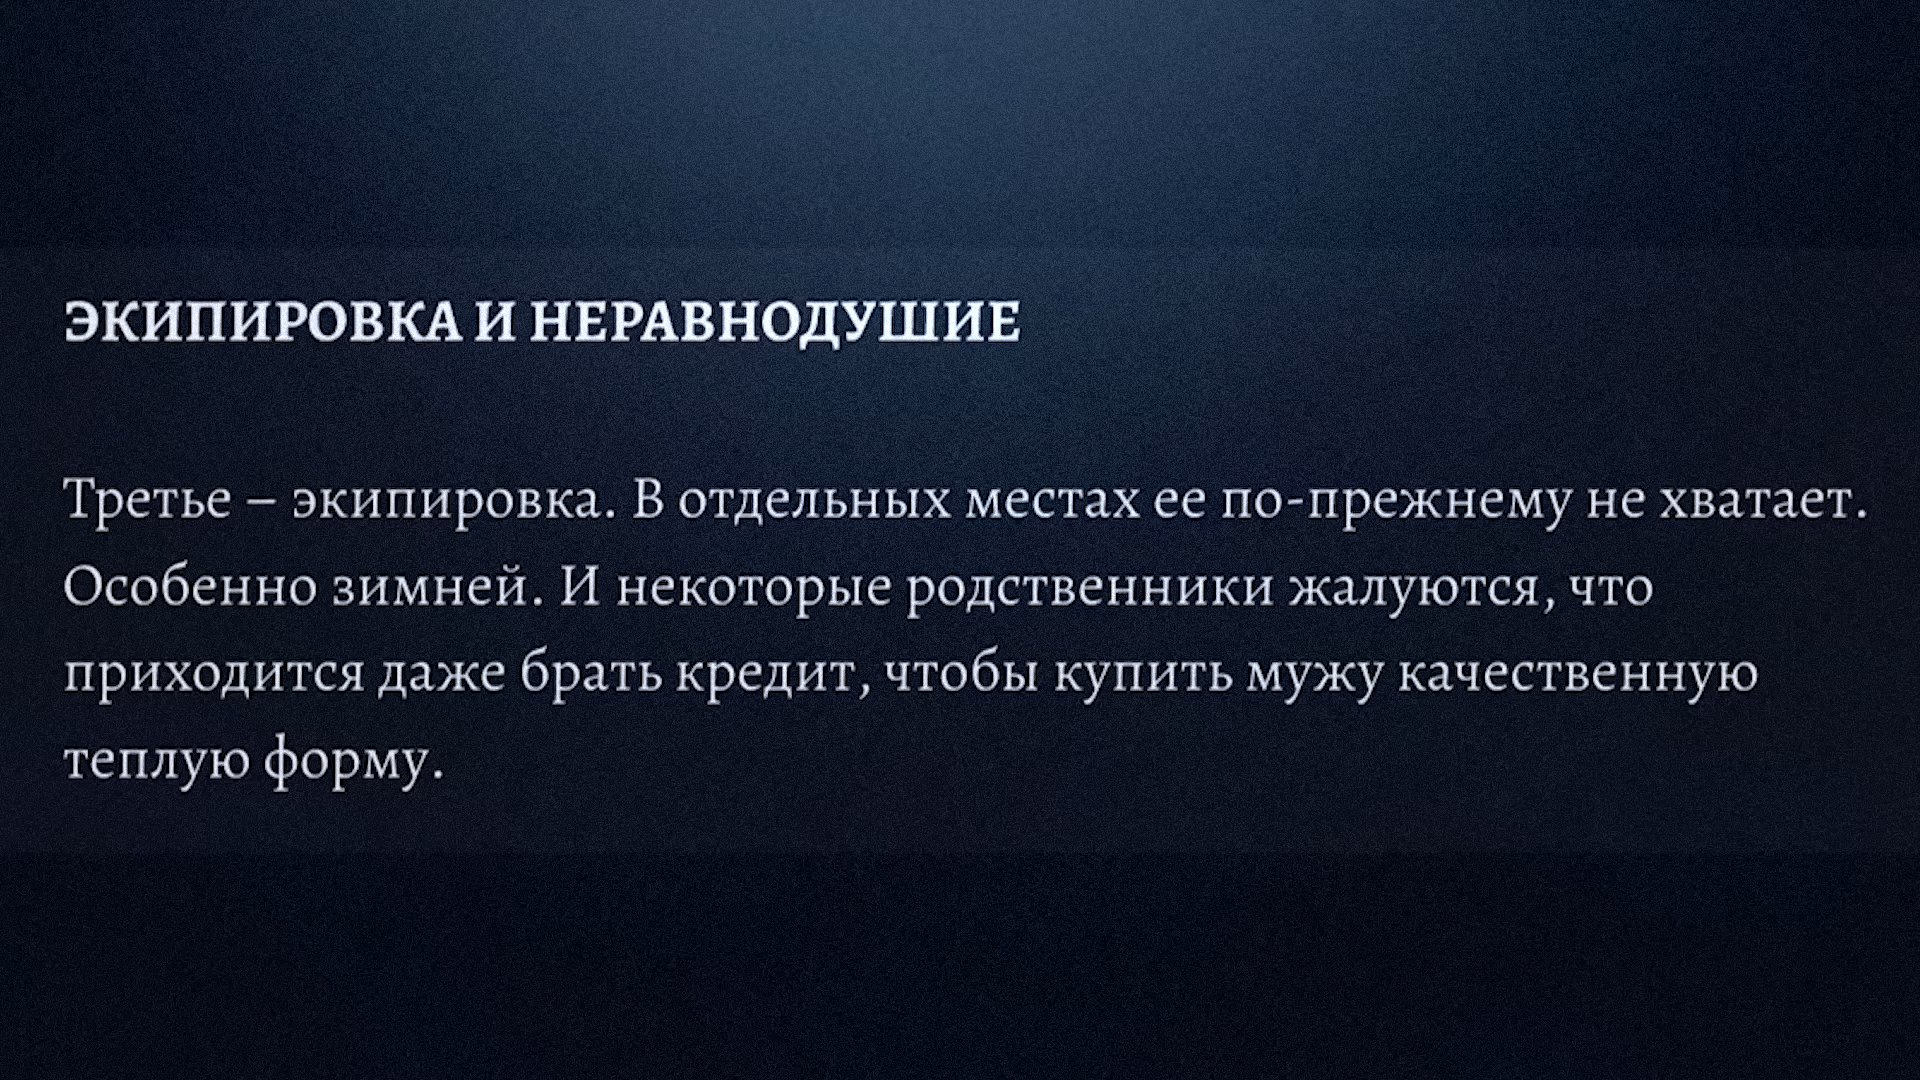 ЭКИПИРОВКА И НЕРАВНОДУШИЕ
Третье – экипировка. В отдельных местах ее по-прежнему не хватает.
Особенно зимней. И некоторые родственники жалуются, что
приходится даже брать кредит, чтобы купить мужу качественную
теплую форму.